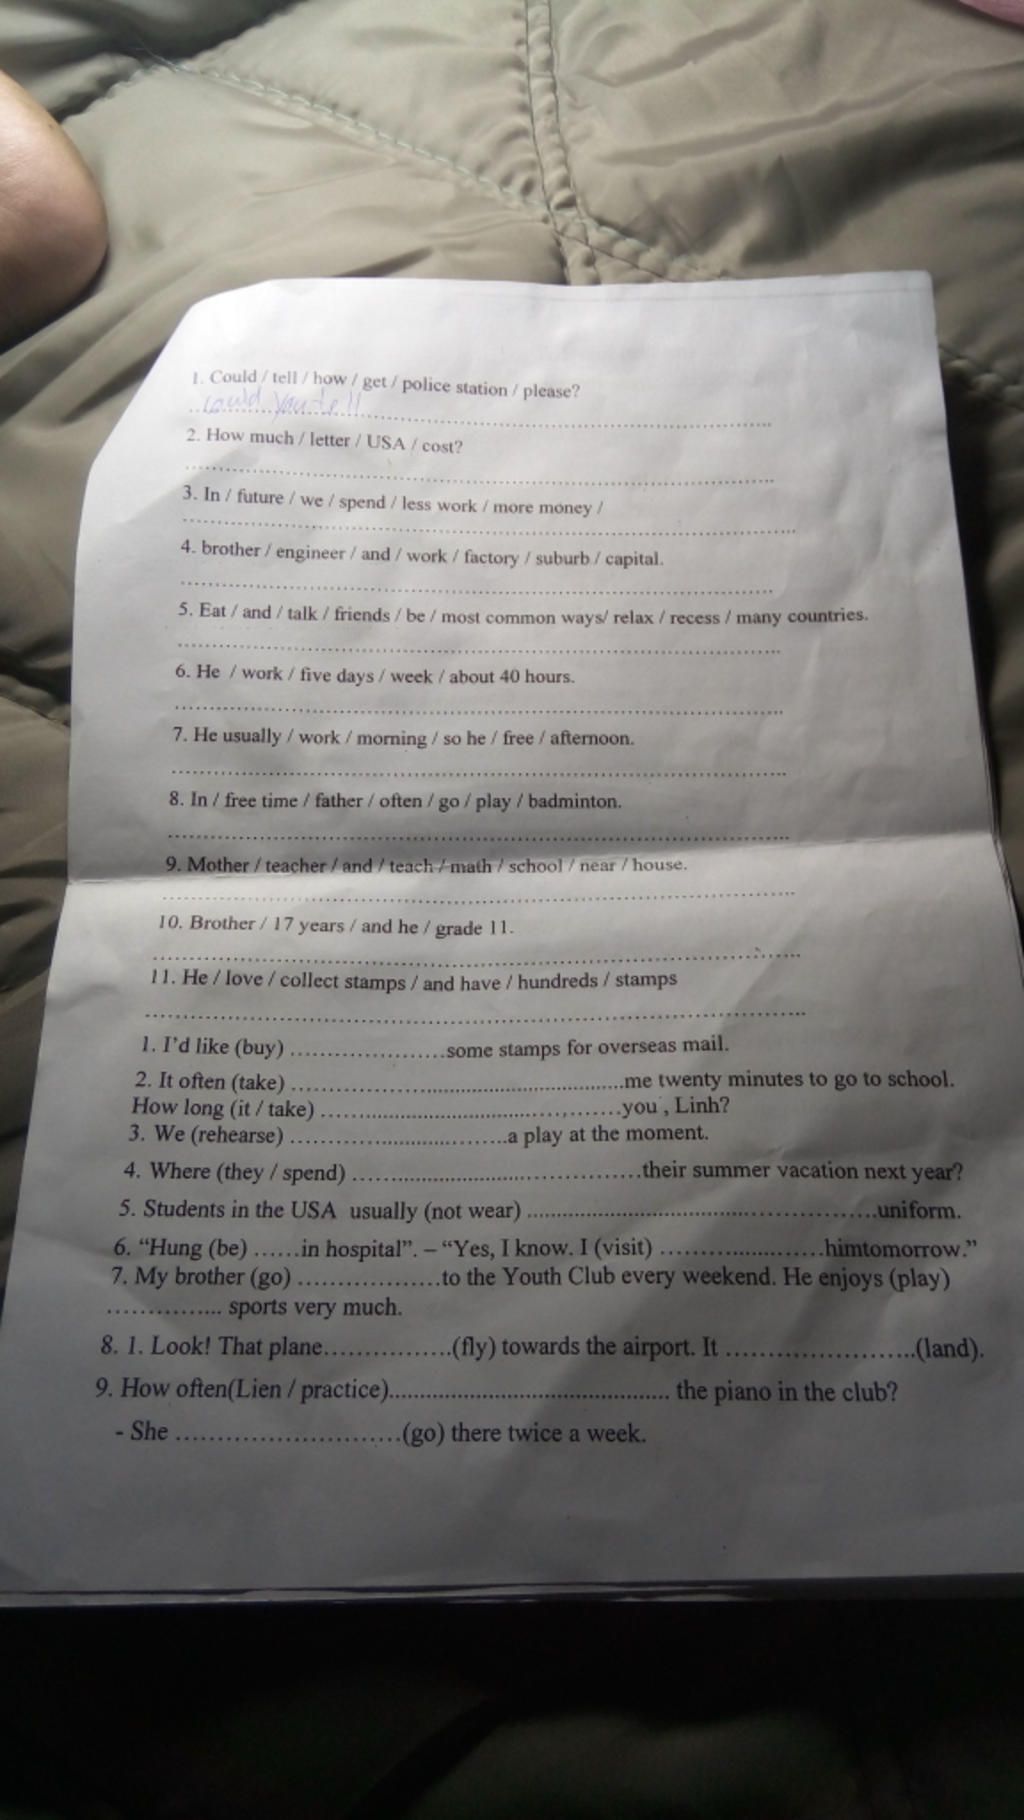 1. Could / tell / how / get / police station / please?
could you tell
2. How much / letter / USA / cost?
3. In / future / we / spend / less work / more money /
4. brother / engineer / and / work / factory / suburb / capital.
5. Eat / and / talk / friends / be / most common ways/ relax / recess / many countries.
6. He / work / five days / week / about 40 hours.
7. He usually / work / morning / so he / free / afternoon.
8. In / free time / father / often / go / play / badminton.
9. Mother / teacher / and / teach / math / school / near / house.
10. Brother / 17 years / and he / grade 11.
11. He / love / collect stamps / and have / hundreds / stamps
1. I'd like (buy) ......................some stamps for overseas mail.
2. It often (take) ................................................me twenty minutes to go to school.
How long (it / take) ...........................................you , Linh?
3. We (rehearse) ................................a play at the moment.
4. Where (they / spend) ..........................................their summer vacation next year?
5. Students in the USA usually (not wear) ..................................................uniform.
6. “Hung (be) ......in hospital”. – “Yes, I know. I (visit) ........................himtomorrow.”
7. My brother (go) .....................to the Youth Club every weekend. He enjoys (play)
................ sports very much.
8. 1. Look! That plane..................(fly) towards the airport. It ...........................(land).
9. How often(Lien / practice)........................................ the piano in the club?
- She ...............................(go) there twice a week.